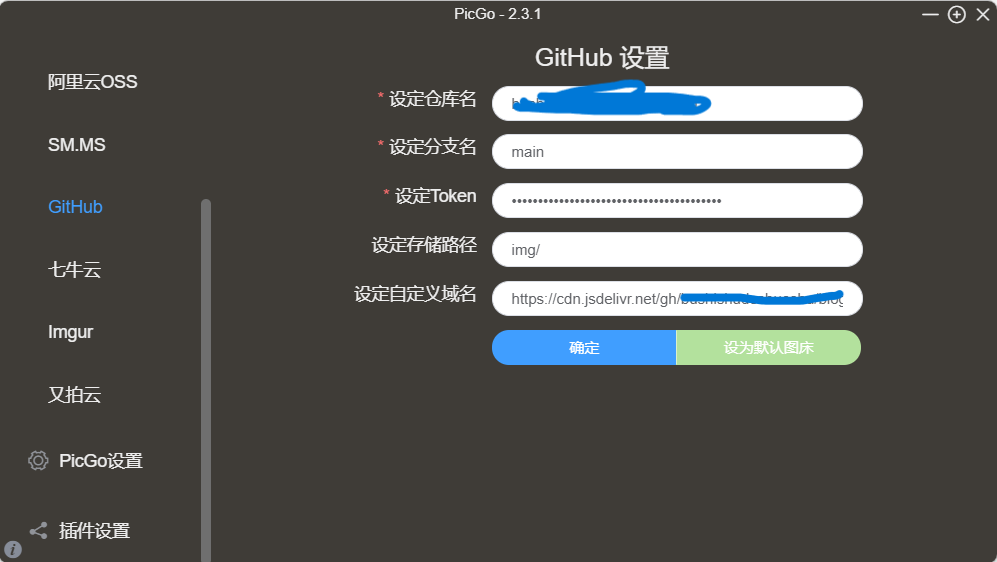 PicGo - 2.3.1
GitHub 设置
阿里云OSS
SM.MS
GitHub
七牛云
Imgur
又拍云
PicGo设置
插件设置
* 设定仓库名
* 设定分支名
main
* 设定Token
••••••••••••••••••••••••••••••••••••••••
设定存储路径
img/
设定自定义域名
https://cdn.jsdelivr.net/gh/
确定
设为默认图床